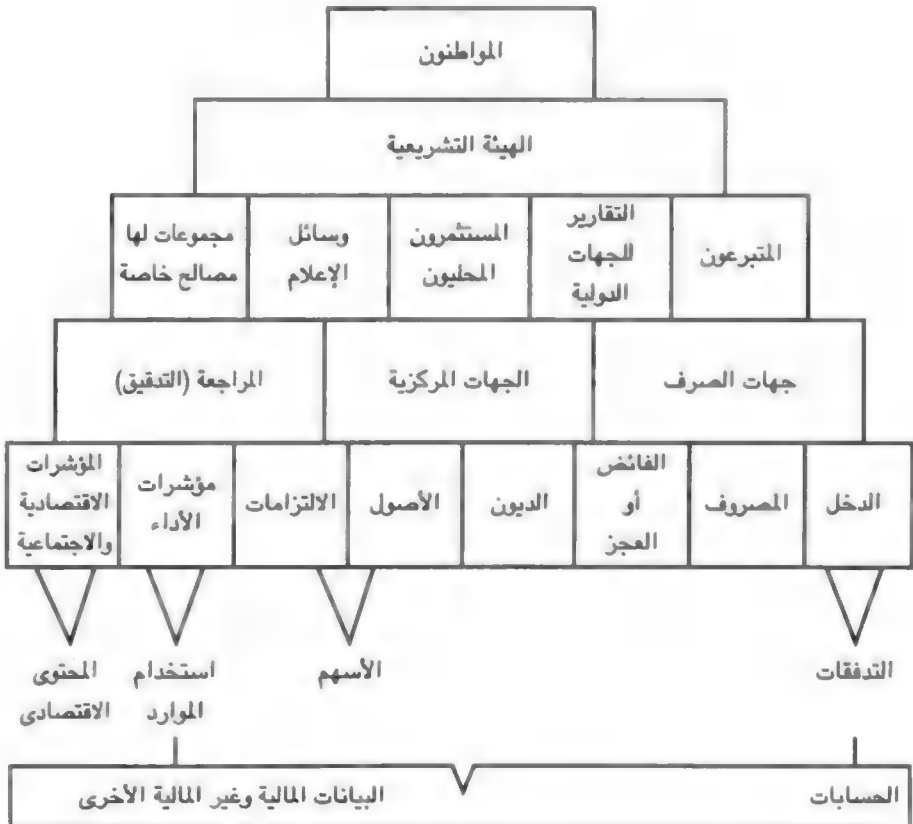 المواطنون
الهيئة التشريعية
المتبرعون
التقارير
للجهات
الدولية
المستثمرون
المحليون
وسائل
الإعلام
مجموعات لها
مصالح خاصة
جهات الصرف
الجهات المركزية
المراجعة (التدقيق)
الدخل
المصروف
الفائض
أو
العجز
الديون
الأصول
الالتزامات
مؤشرات
الأداء
المؤشرات
الاقتصادية
والاجتماعية
التدفقات
الأسهم
استخدام
الموارد
المحتوى
الاقتصادى
الحسابات
البيانات المالية وغير المالية الأخرى